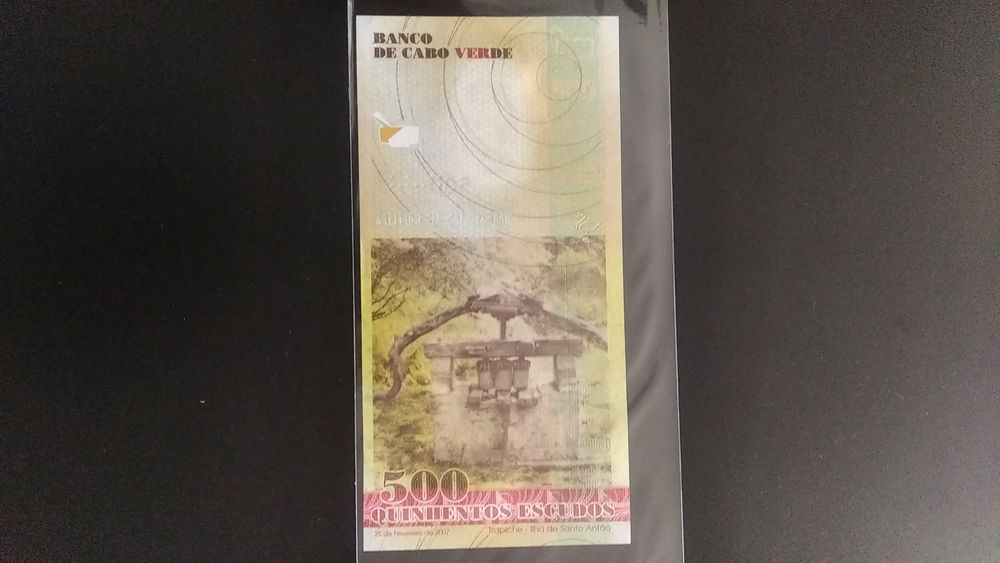 BANCO
DE CABO VERDE
500
QUINHENTOS ESCUDOS
25 de Fevereiro de 2007
Trapiche - Ilha de Santo Antão